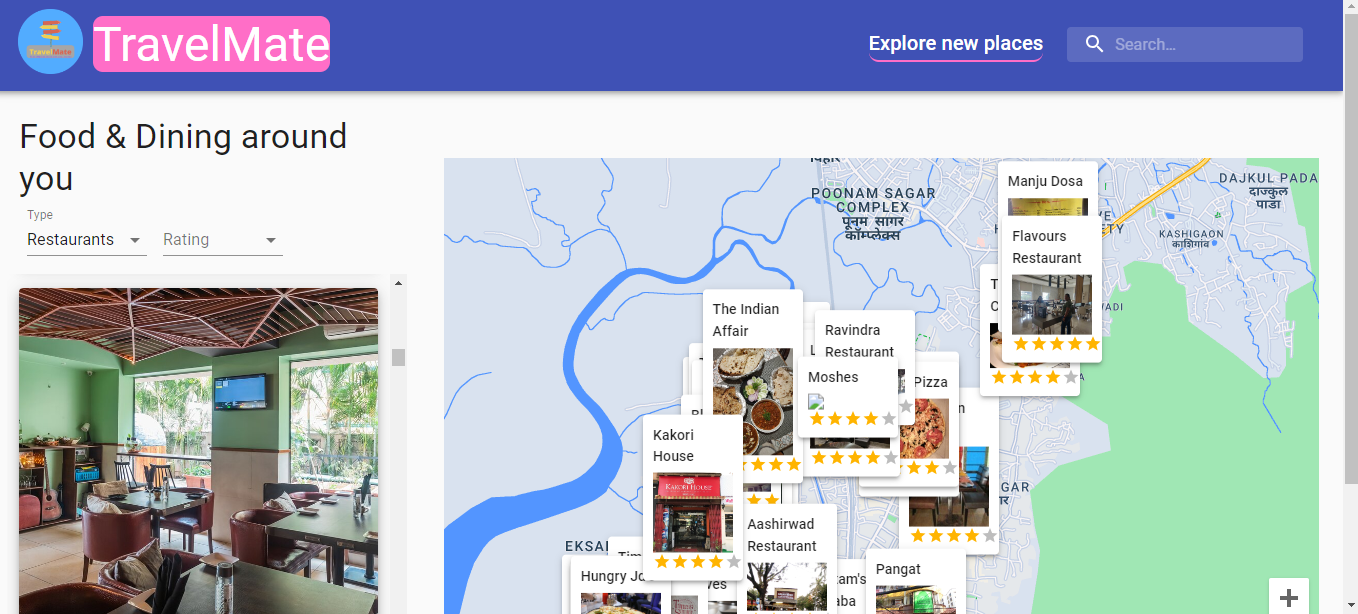 TravelMate
TravelMate
Explore new places
Search...
Food & Dining around
you
Type
Restaurants
Rating
POONAM SAGAR
COMPLEX
पूनम सागर
कॉम्प्लेक्स
DAJKUL PADA
दाज्कुल
पाडा
KASHIGAON
काशिगांव
Manju Dosa
Flavours
Restaurant
The Indian
Affair
Ravindra
Restaurant
Moshes
Pizza
Kakori
House
KAKORI HOUSE
Aashirwad
Restaurant
Hungry Jo
Pangat